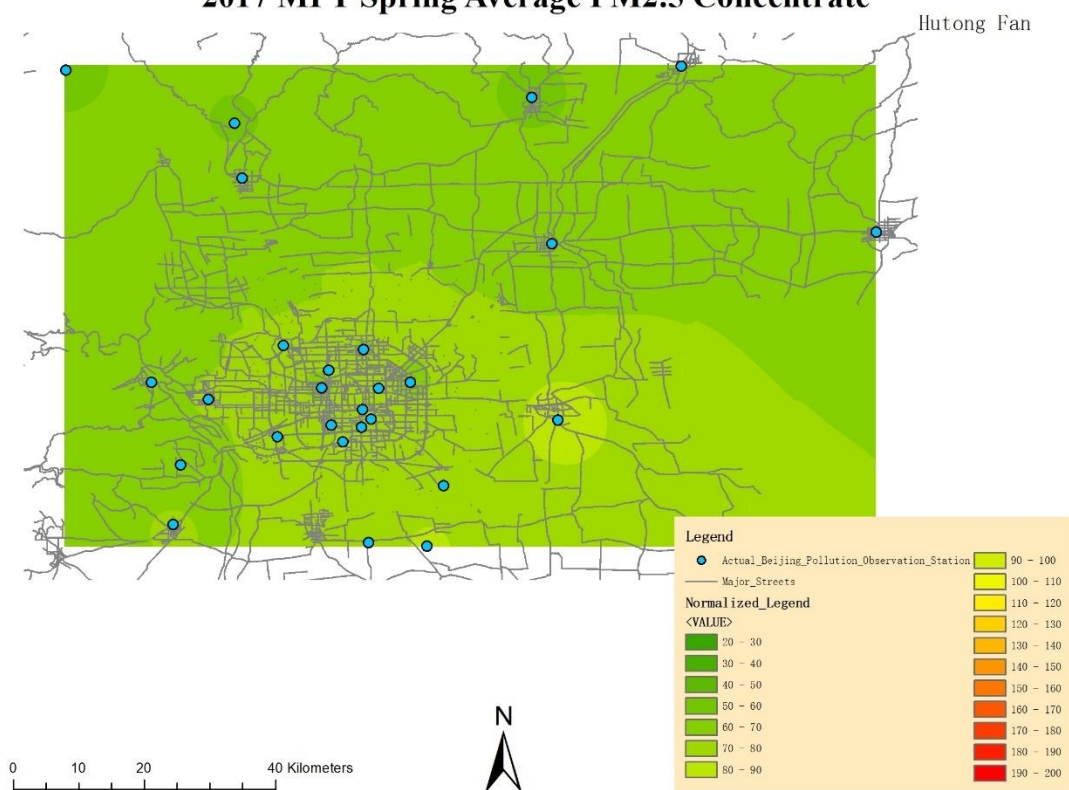 2017 MPT Spring Average PM2.5 Concentrate
Hutong Fan
Legend
Actual_Beijing_Pollution_Observation_Station
Major_Streets
Normalized_Legend
<VALUE>
20 - 30
30 - 40
40 - 50
50 - 60
60 - 70
70 - 80
80 - 90
90 - 100
100 - 110
110 - 120
120 - 130
130 - 140
140 - 150
150 - 160
160 - 170
170 - 180
180 - 190
190 - 200
N
0 10 20 40 Kilometers